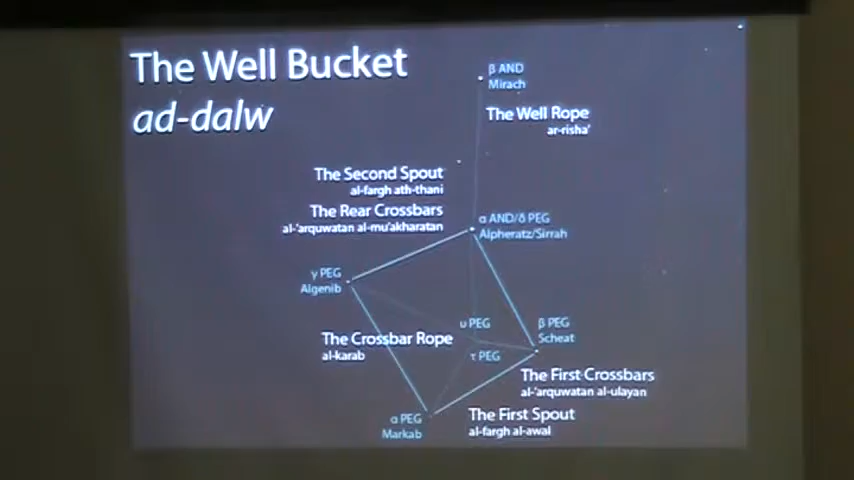 The Well Bucket
ad-dalw
β AND
Mirach
The Well Rope
ar-risha'
The Second Spout
al-fargh ath-thani
The Rear Crossbars
al-'arquwatan al-mu'akharatan
α AND/δ PEG
Alpheratz/Sirrah
γ PEG
Algenib
υ PEG
β PEG
Scheat
The Crossbar Rope
al-karab
τ PEG
The First Crossbars
al-'arquwatan al-ulayan
α PEG
Markab
The First Spout
al-fargh al-awal